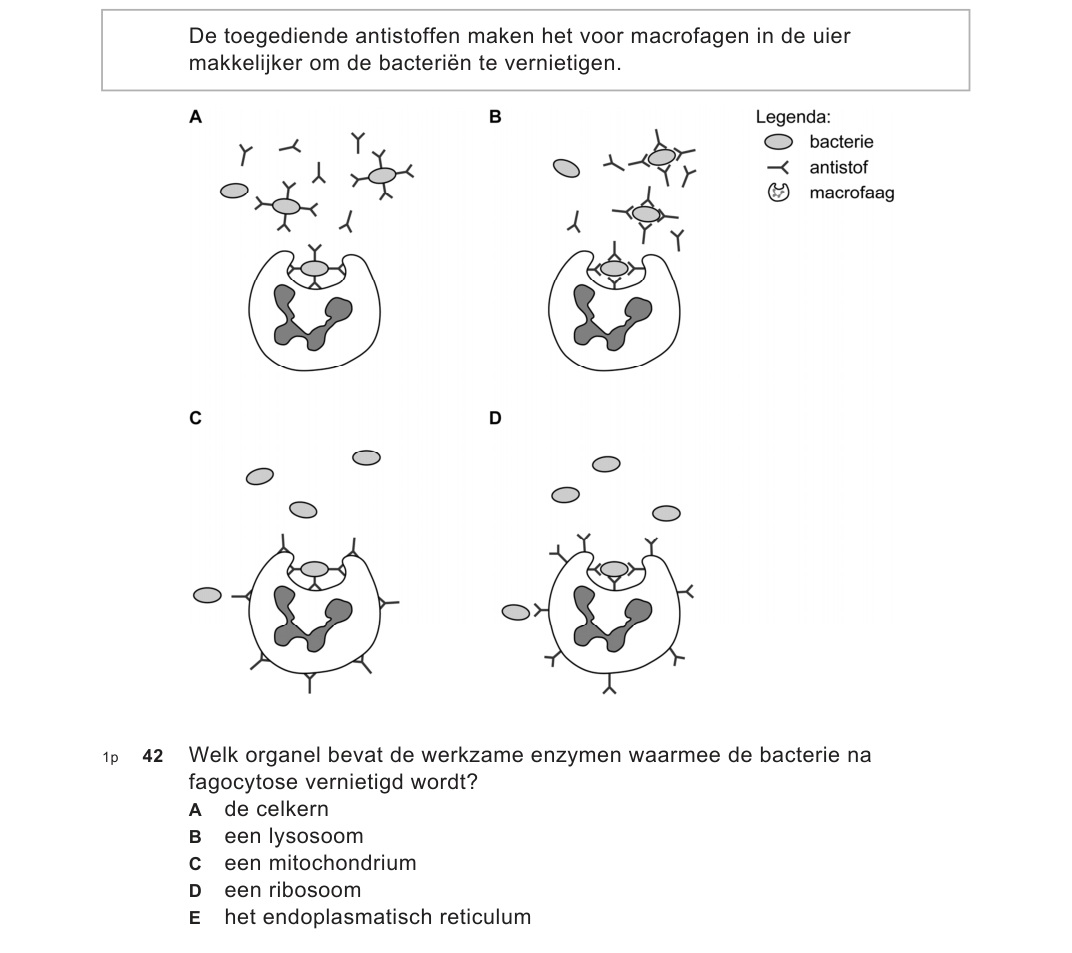 De toegediende antistoffen maken het voor macrofagen in de uier
makkelijker om de bacteriën te vernietigen.
A
B
Legenda:
bacterie
antistof
macrofaag
C
D
1p 42 Welk organel bevat de werkzame enzymen waarmee de bacterie na
fagocytose vernietigd wordt?
A de celkern
B een lysosoom
C een mitochondrium
D een ribosoom
E het endoplasmatisch reticulum